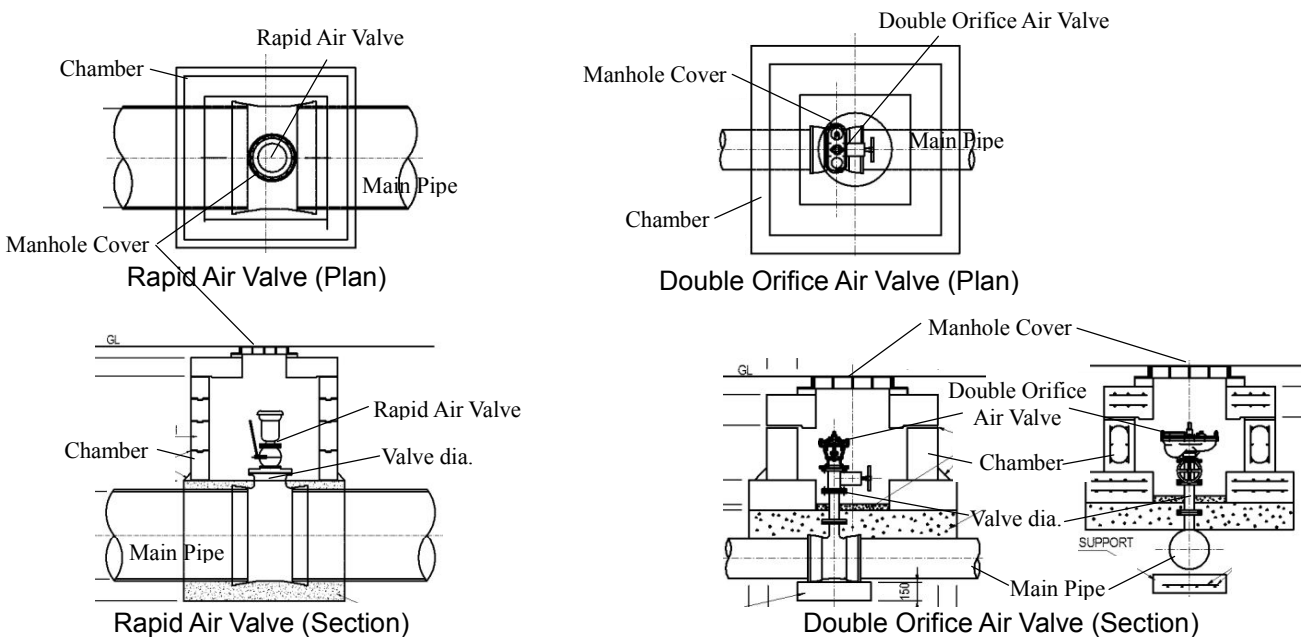 Rapid Air Valve
Chamber
Main Pipe
Manhole Cover
Rapid Air Valve (Plan)
Double Orifice Air Valve
Manhole Cover
Main Pipe
Chamber
Double Orifice Air Valve (Plan)
GL
Rapid Air Valve
Chamber
Valve dia.
Main Pipe
Rapid Air Valve (Section)
Manhole Cover
GL
Double Orifice
Air Valve
Chamber
Valve dia.
SUPPORT
Main Pipe
150
Double Orifice Air Valve (Section)